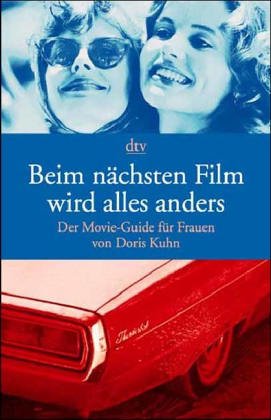 dtv
Beim nächsten Film
wird alles anders
Der Movie-Guide für Frauen
von Doris Kuhn
Thunderbird